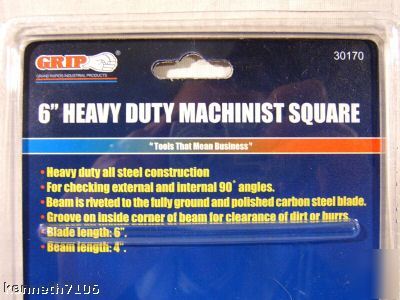 GRIP
GRAND RAPIDS INDUSTRIAL PRODUCTS
30170
6" HEAVY DUTY MACHINIST SQUARE
"Tools That Mean Business"
• Heavy duty all steel construction
• For checking external and internal 90° angles.
• Beam is riveted to the fully ground and polished carbon steel blade.
• Groove on inside corner of beam for clearance of dirt or burrs.
• Blade length: 6".
• Beam length: 4".
kenneth7106